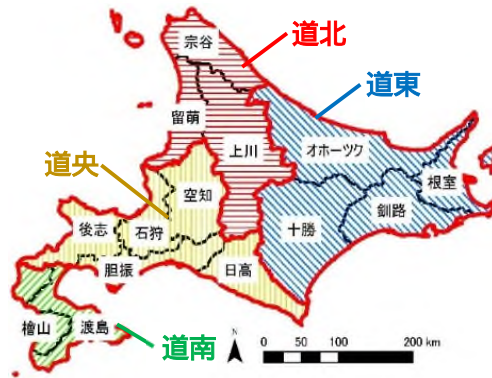 宗谷
道北
道東
留萌
オホーツク
上川
道央
空知
根室
釧路
十勝
後志
石狩
胆振
日高
檜山
渡島
道南
N
0 50 100 200 km